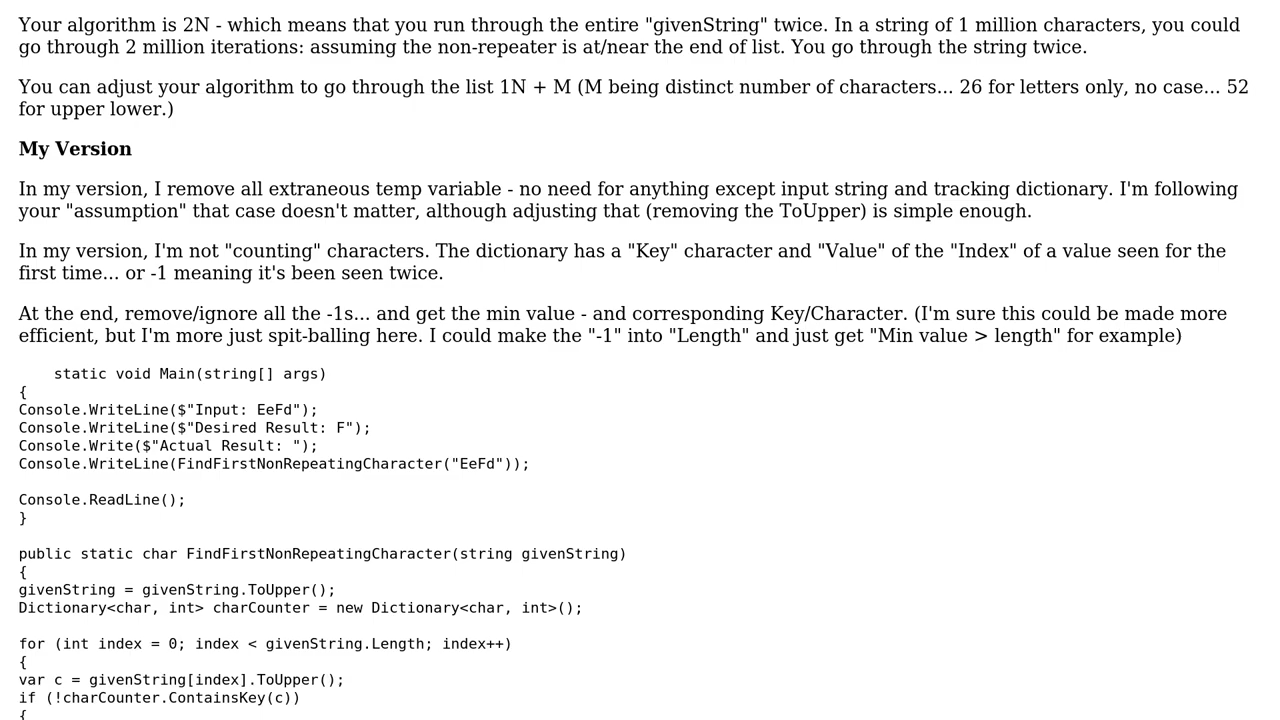 Your algorithm is 2N - which means that you run through the entire "givenString" twice. In a string of 1 million characters, you could
go through 2 million iterations: assuming the non-repeater is at/near the end of list. You go through the string twice.
You can adjust your algorithm to go through the list 1N + M (M being distinct number of characters... 26 for letters only, no case... 52
for upper lower.)
My Version
In my version, I remove all extraneous temp variable - no need for anything except input string and tracking dictionary. I'm following
your "assumption" that case doesn't matter, although adjusting that (removing the ToUpper) is simple enough.
In my version, I'm not "counting" characters. The dictionary has a "Key" character and "Value" of the "Index" of a value seen for the
first time... or -1 meaning it's been seen twice.
At the end, remove/ignore all the -1s... and get the min value - and corresponding Key/Character. (I'm sure this could be made more
efficient, but I'm more just spit-balling here. I could make the "-1" into "Length" and just get "Min value > length" for example)
static void Main(string[] args)
{
Console.WriteLine($"Input: EeFd");
Console.WriteLine($"Desired Result: F");
Console.Write($"Actual Result: ");
Console.WriteLine(FindFirstNonRepeatingCharacter("EeFd"));
Console.ReadLine();
}
public static char FindFirstNonRepeatingCharacter(string givenString)
{
givenString = givenString.ToUpper();
Dictionary<char, int> charCounter = new Dictionary<char, int>();
for (int index = 0; index < givenString.Length; index++)
{
var c = givenString[index].ToUpper();
if (!charCounter.ContainsKey(c))
{